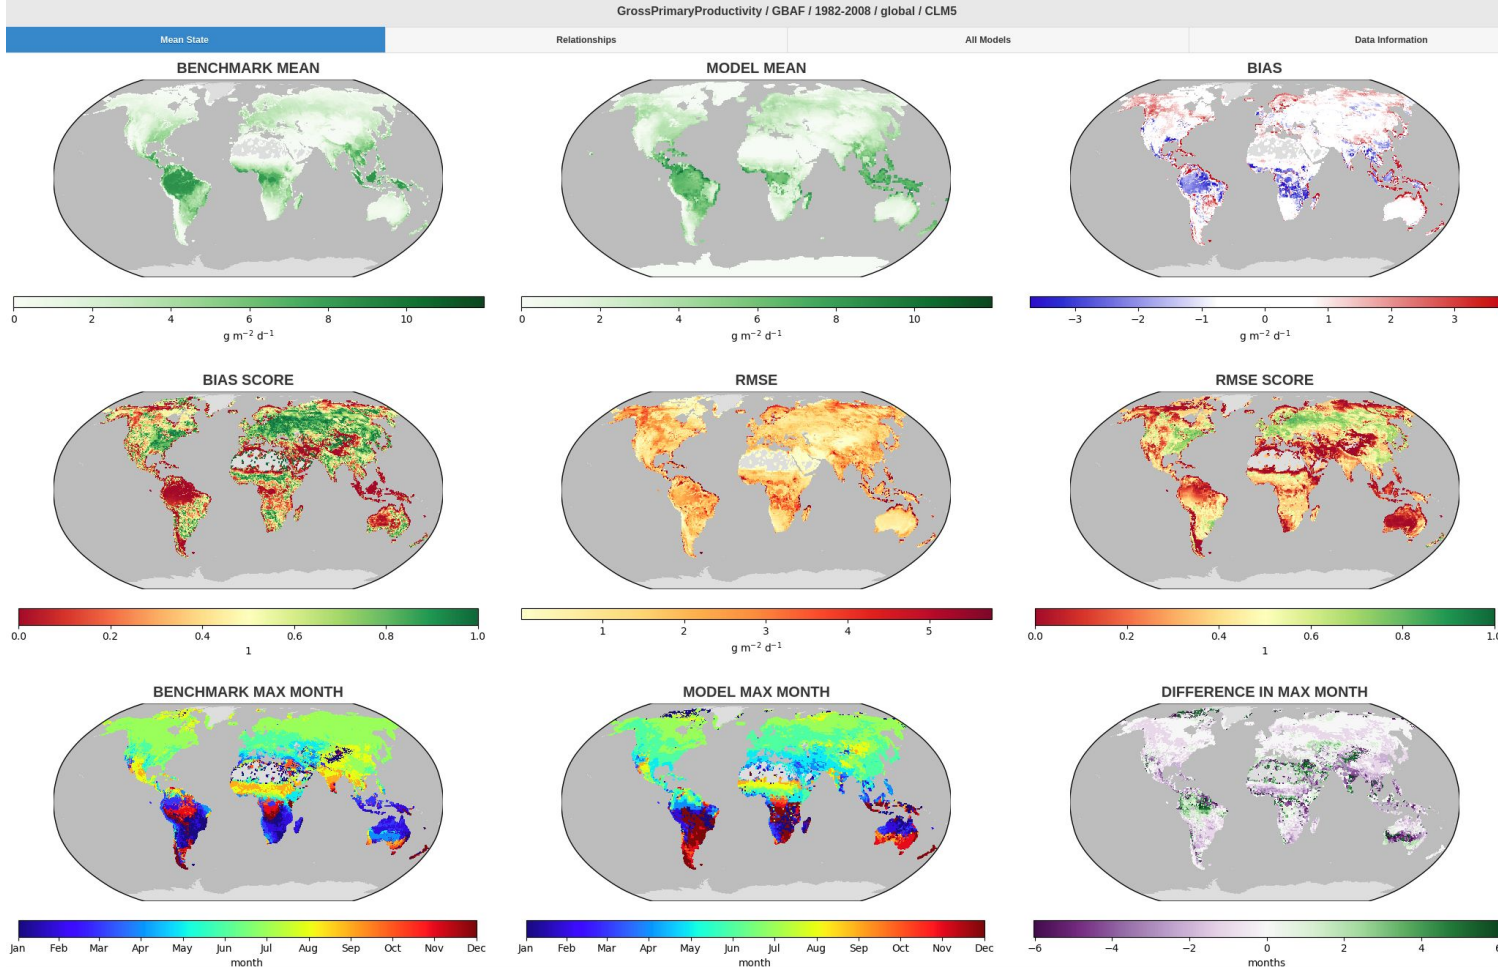 GrossPrimaryProductivity / GBAF / 1982-2008 / global / CLM5
Mean State Relationships All Models Data Information
BENCHMARK MEAN MODEL MEAN BIAS
0 2 4 6 8 10 0 2 4 6 8 10 −3 −2 −1 0 1 2 3
g m⁻² d⁻¹ g m⁻² d⁻¹ g m⁻² d⁻¹
BIAS SCORE RMSE RMSE SCORE
0.0 0.2 0.4 0.6 0.8 1.0 1 2 3 4 5 0.0 0.2 0.4 0.6 0.8 1.0
1 g m⁻² d⁻¹ 1
BENCHMARK MAX MONTH MODEL MAX MONTH DIFFERENCE IN MAX MONTH
Jan Feb Mar Apr May Jun Jul Aug Sep Oct Nov Dec Jan Feb Mar Apr May Jun Jul Aug Sep Oct Nov Dec −6 −4 −2 0 2 4 6
month month months